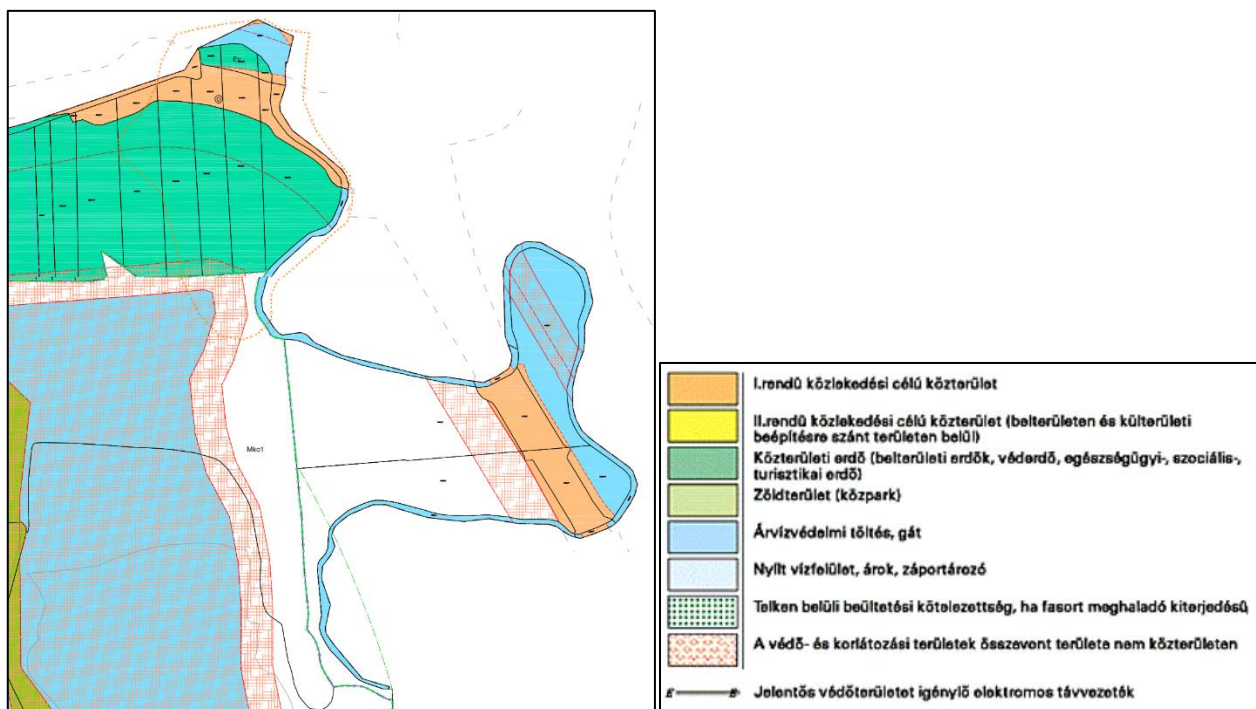 Mko1
I.rendű közlekedési célú közterület
II.rendű közlekedési célú közterület (belterületen és külterületi
beépítésre szánt területen belül)
Közterületi erdő (belterületi erdők, véderdő, egészségügyi-, szociális-,
turisztikai erdő)
Zöldterület (közpark)
Árvízvédelmi töltés, gát
Nyílt vízfelület, árok, záportározó
Telken belüli beültetési kötelezettség, ha fasort meghaladó kiterjedésű
A védő- és korlátozási területek összevont területe nem közterületen
Jelentős védőterületet igénylő elektromos távvezeték